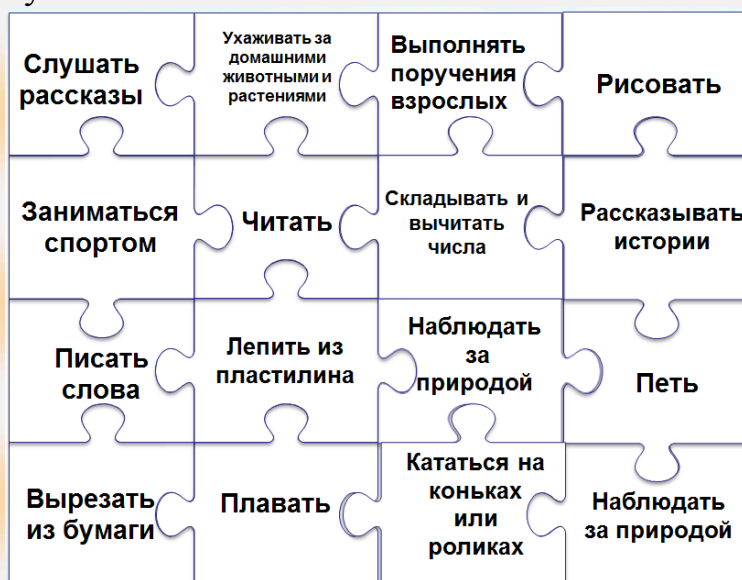 Слушать
рассказы
Ухаживать за
домашними
животными и
растениями
Выполнять
поручения
взрослых
Рисовать
Заниматься
спортом
Читать
Складывать и
вычитать
числа
Рассказывать
истории
Писать
слова
Лепить из
пластилина
Наблюдать
за
природой
Петь
Вырезать
из бумаги
Плавать
Кататься на
коньках
или
роликах
Наблюдать
за природой